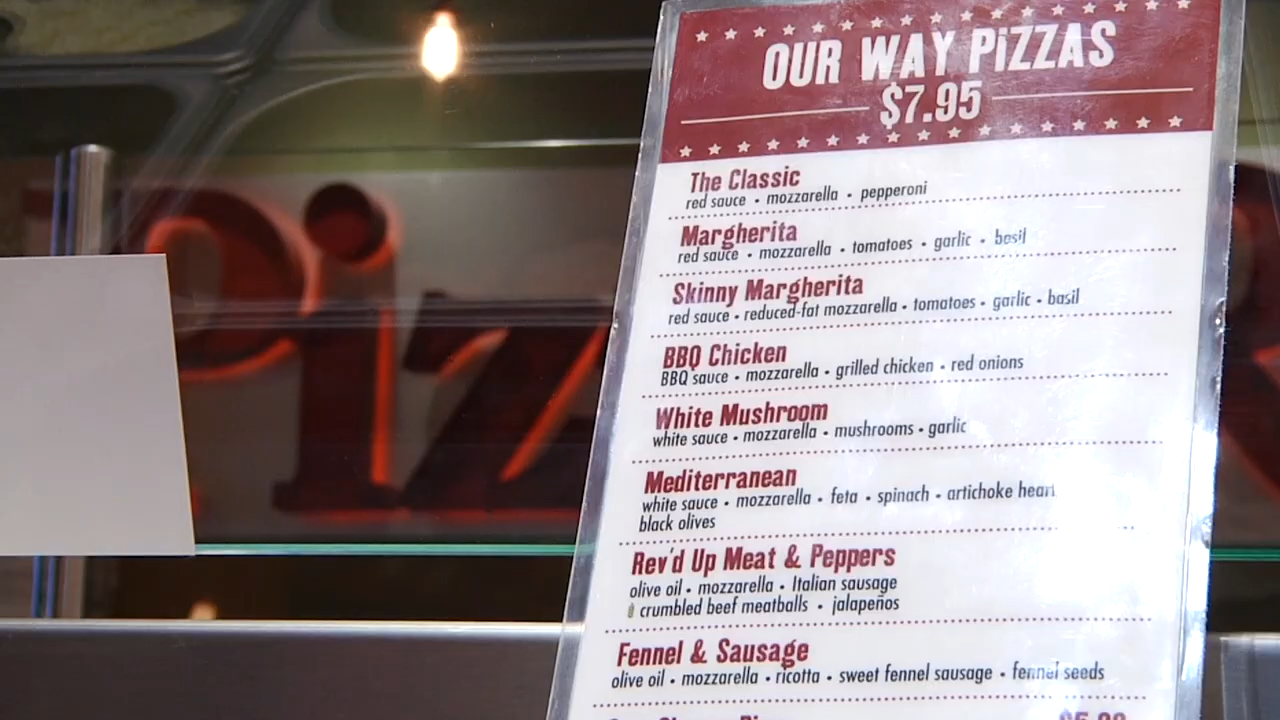 OUR WAY PiZZAS
$7.95
The Classic
red sauce • mozzarella • pepperoni
Margherita
red sauce • mozzarella • tomatoes • garlic • basil
Skinny Margherita
red sauce • reduced-fat mozzarella • tomatoes • garlic • basil
BBQ Chicken
BBQ sauce • mozzarella • grilled chicken • red onions
White Mushroom
white sauce • mozzarella • mushrooms • garlic
Mediterranean
white sauce • mozzarella • feta • spinach • artichoke heart
black olives
Rev'd Up Meat & Peppers
olive oil • mozzarella • Italian sausage
crumbled beef meatballs • jalapeños
Fennel & Sausage
olive oil • mozzarella • ricotta • sweet fennel sausage • fennel seeds
Piz